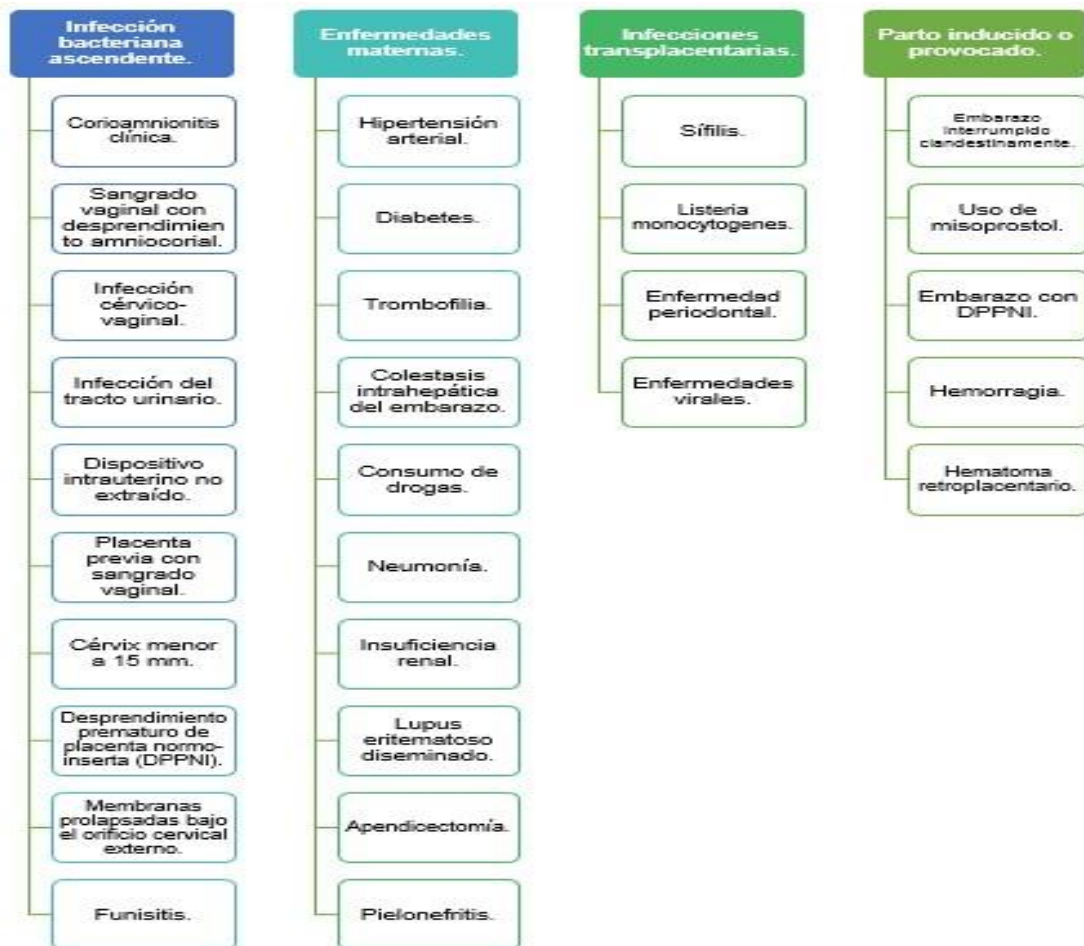 Infección
bacteriana
ascendente.
Corioamnionitis
clínica.
Sangrado
vaginal con
desprendimien
to amniocorial.
Infección
cérvico-
vaginal.
Infección del
tracto urinario.
Dispositivo
intrauterino no
extraído.
Placenta
previa con
sangrado
vaginal.
Cérvix menor
a 15 mm.
Desprendimiento
prematuro de
placenta normo-
inserta (DPPNI).
Membranas
prolapsadas bajo
el orificio cervical
externo.
Funisitis.
Enfermedades
maternas.
Hipertensión
arterial.
Diabetes.
Trombofilia.
Colestasis
intrahepática
del embarazo.
Consumo de
drogas.
Neumonía.
Insuficiencia
renal.
Lupus
eritematoso
diseminado.
Apendicectomía.
Pielonefritis.
Infecciones
transplacentarias.
Sífilis.
Listeria
monocytogenes.
Enfermedad
periodontal.
Enfermedades
virales.
Parto inducido o
provocado.
Embarazo
interrumpido
clandestinamente.
Uso de
misoprostol.
Embarazo con
DPPNI.
Hemorragia.
Hematoma
retroplacentario.